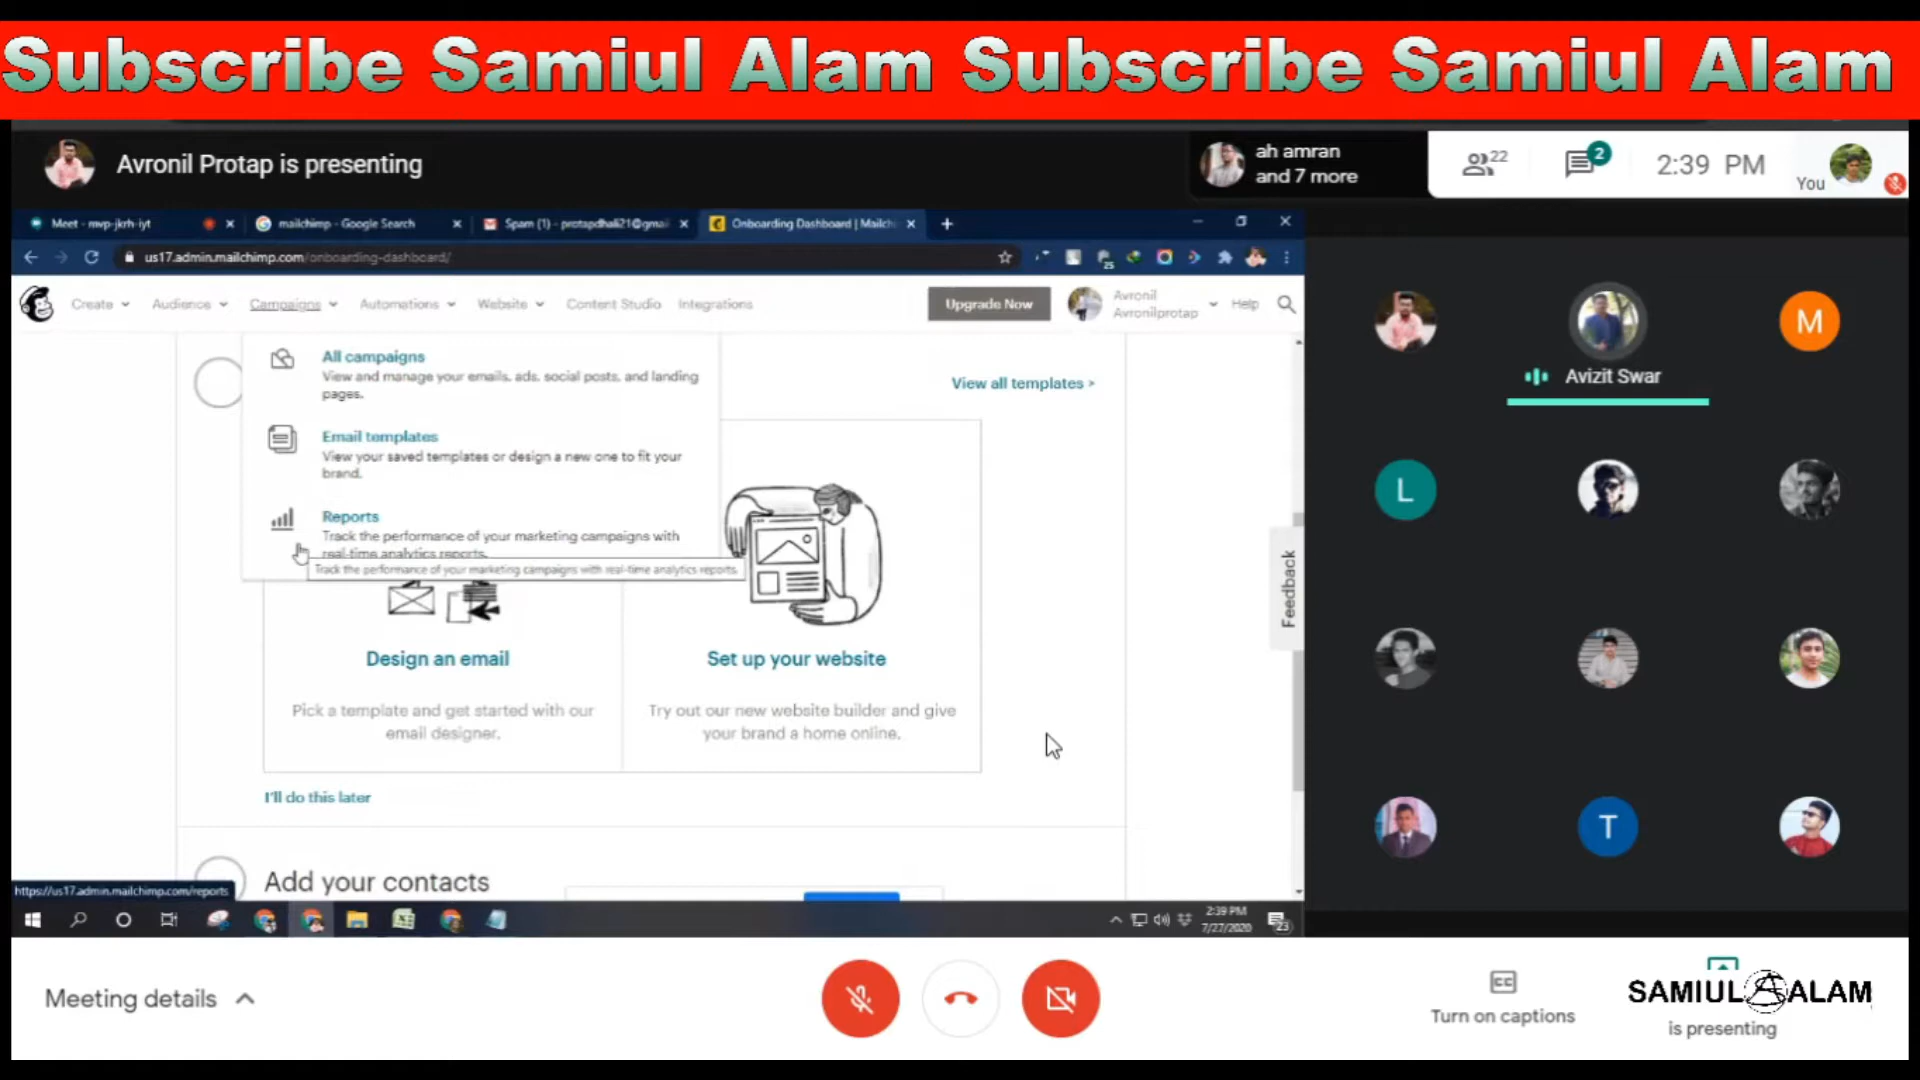 Subscribe Samiul Alam Subscribe Samiul Alam
Avronil Protap is presenting
ah amran
and 7 more
22
2
2:39 PM
You
Meet - mvp-jkrh-iyt
mailchimp - Google Search
Spam (1) - protapdhali21@gmai
Onboarding Dashboard | Mailch
us17.admin.mailchimp.com/onboarding-dashboard/
25
Create
Audience
Campaigns
Automations
Website
Content Studio
Integrations
Upgrade Now
Avronil
Avronilprotap
Help
All campaigns
View and manage your emails, ads, social posts, and landing
pages.
View all templates >
Email templates
View your saved templates or design a new one to fit your
brand.
Reports
Track the performance of your marketing campaigns with
real-time analytics reports.
Track the performance of your marketing campaigns with real-time analytics reports.
Feedback
Design an email
Set up your website
Pick a template and get started with our
email designer.
Try out our new website builder and give
your brand a home online.
I'll do this later
Add your contacts
https://us17.admin.mailchimp.com/reports
2:39 PM
7/27/2020
23
Avizit Swar
M
L
T
Meeting details
CC
Turn on captions
SAMIUL ALAM
is presenting